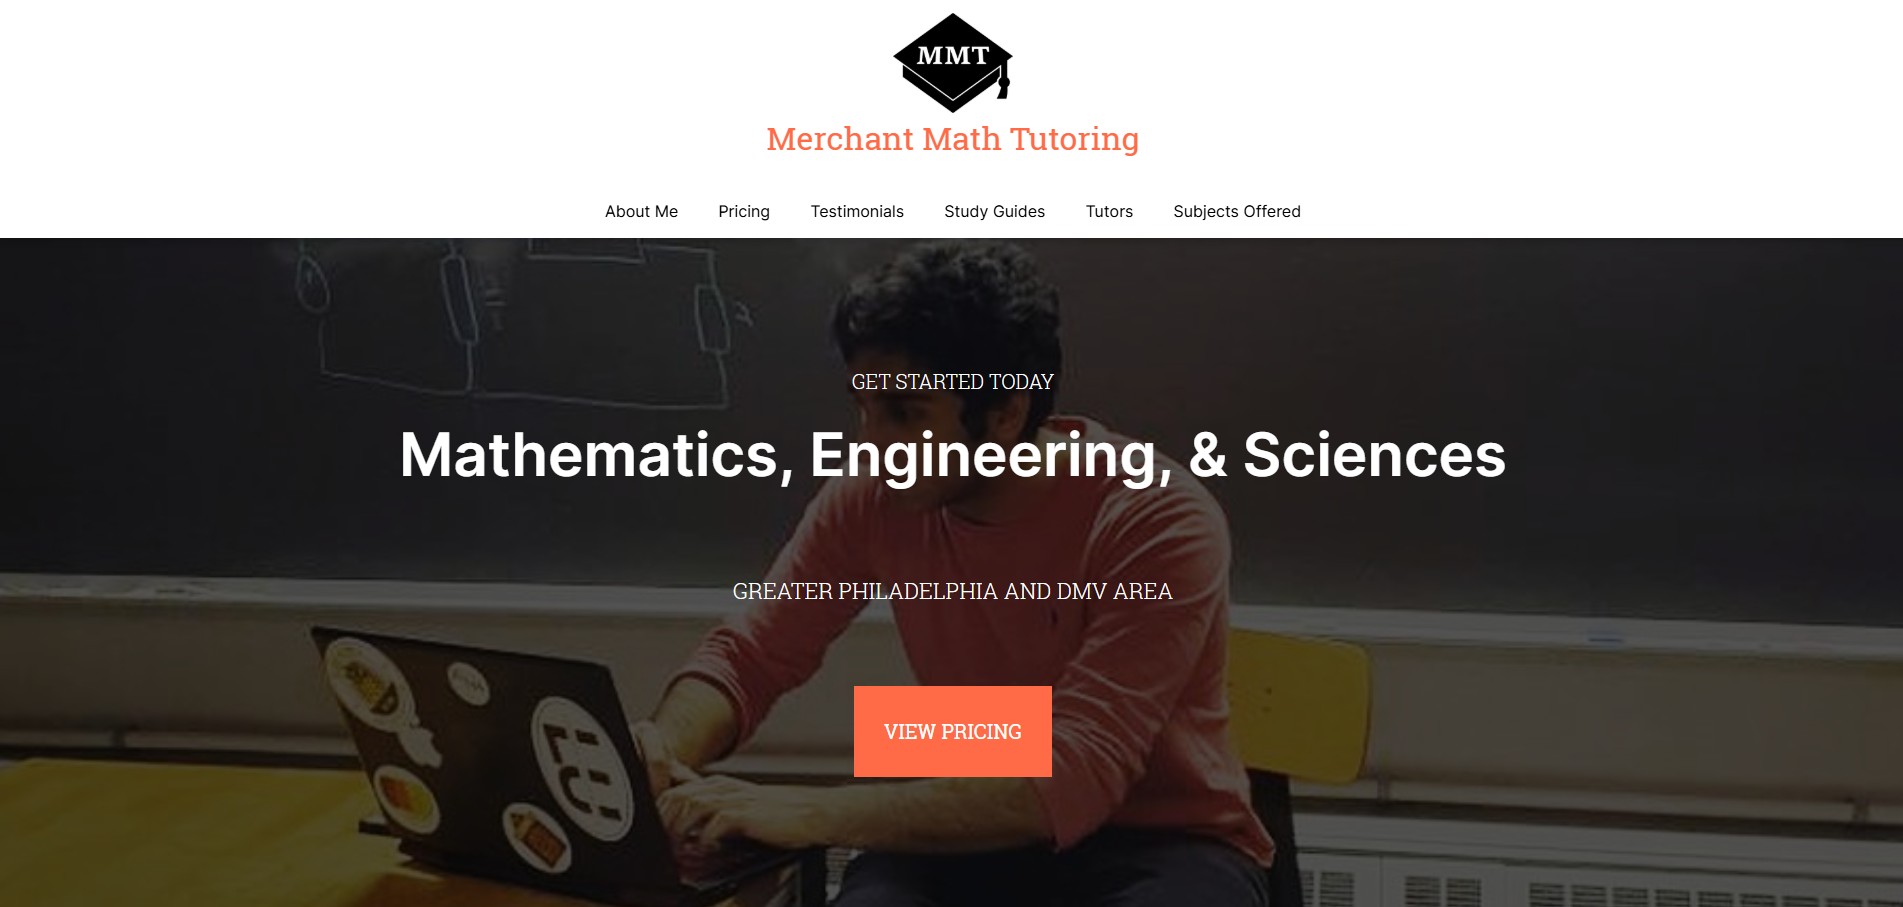 MMT
Merchant Math Tutoring
About Me Pricing Testimonials Study Guides Tutors Subjects Offered
GET STARTED TODAY
Mathematics, Engineering, & Sciences
GREATER PHILADELPHIA AND DMV AREA
VIEW PRICING